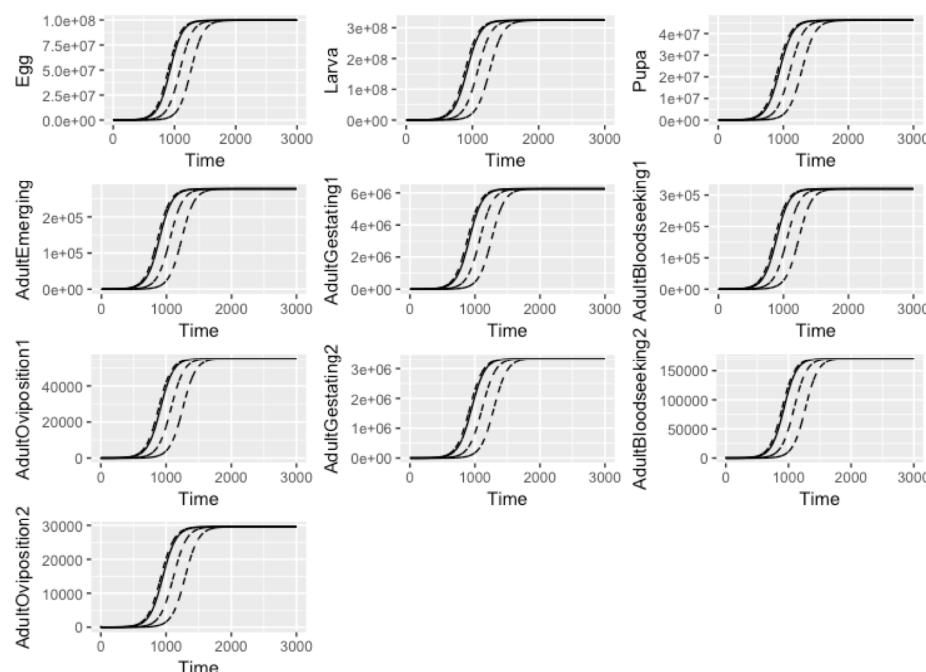 Egg
1.0e+08
7.5e+07
5.0e+07
2.5e+07
0.0e+00
0 1000 2000 3000
Time
Larva
3e+08
2e+08
1e+08
0e+00
0 1000 2000 3000
Time
Pupa
4e+07
3e+07
2e+07
1e+07
0e+00
0 1000 2000 3000
Time
AdultEmerging
2e+05
1e+05
0e+00
0 1000 2000 3000
Time
AdultGestating1
6e+06
4e+06
2e+06
0e+00
0 1000 2000 3000
Time
AdultBloodseeking1
3e+05
2e+05
1e+05
0e+00
0 1000 2000 3000
Time
AdultOviposition1
40000
20000
0
0 1000 2000 3000
Time
AdultGestating2
3e+06
2e+06
1e+06
0e+00
0 1000 2000 3000
Time
AdultBloodseeking2
150000
100000
50000
0
0 1000 2000 3000
Time
AdultOviposition2
30000
20000
10000
0
0 1000 2000 3000
Time